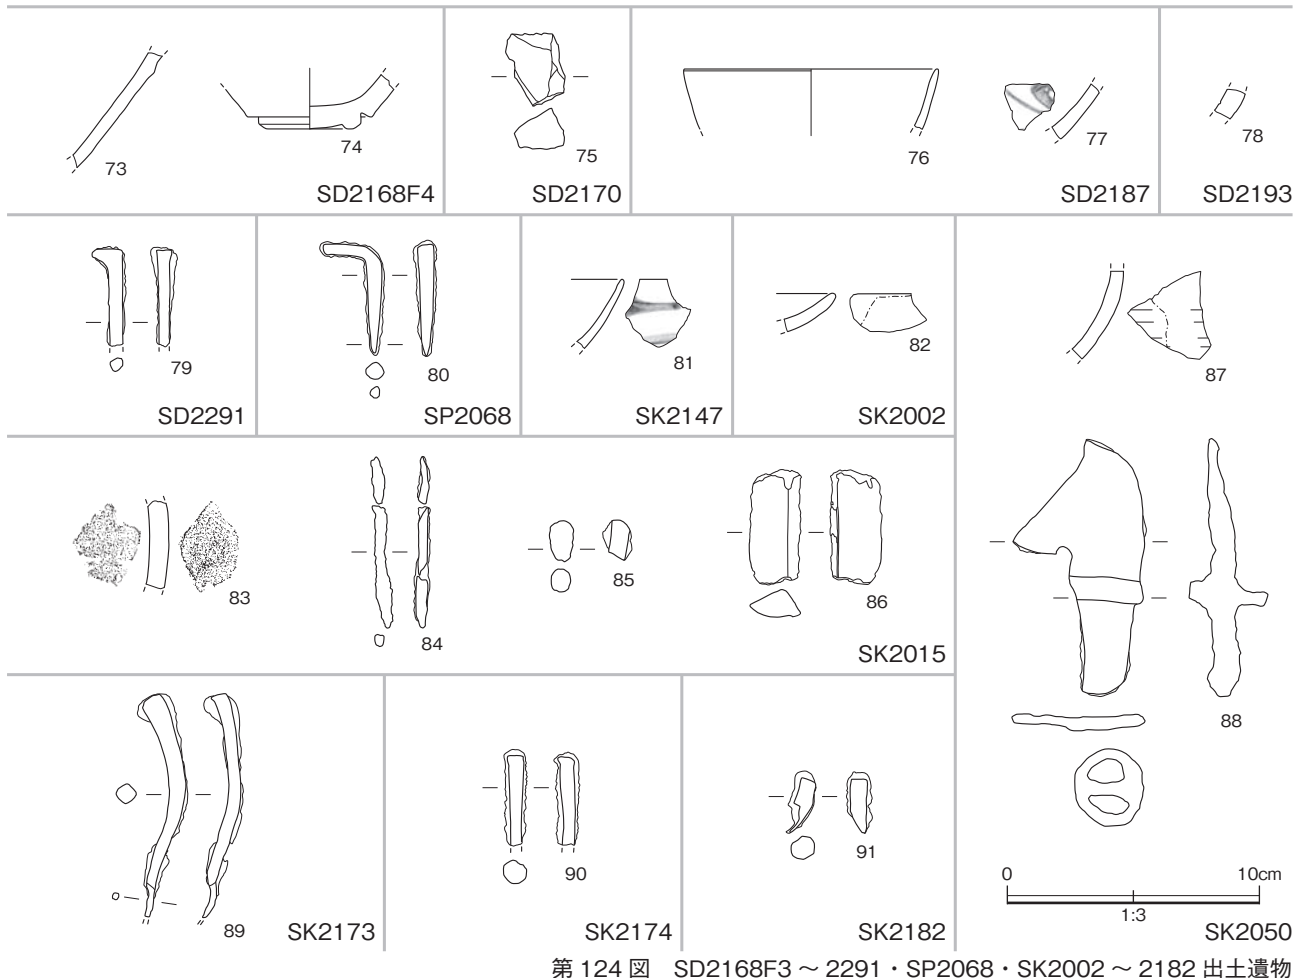 73
74
SD2168F4
75
SD2170
76
77
SD2187
78
SD2193
79
SD2291
80
SP2068
81
SK2147
82
SK2002
83
84
85
86
SK2015
87
88
0 10cm
1:3
SK2050
89
SK2173
90
SK2174
91
SK2182
第 124 図　SD2168F3 ～ 2291・SP2068・SK2002 ～ 2182 出土遺物